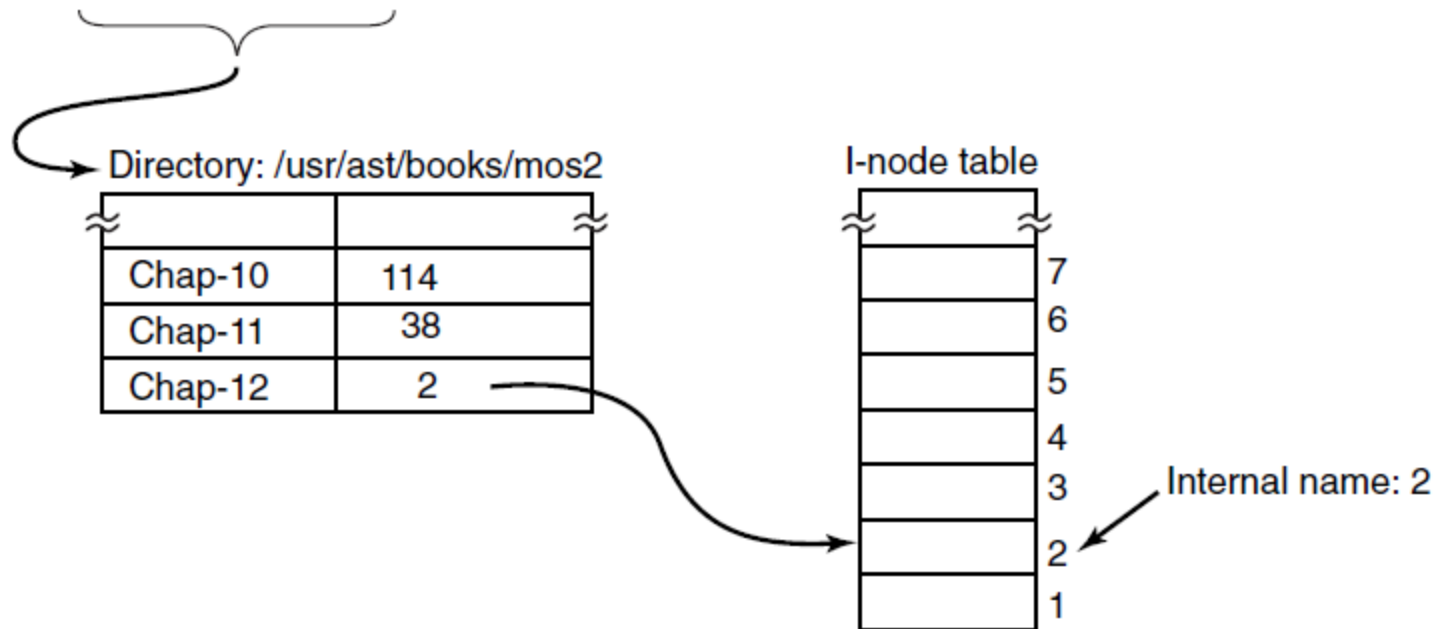 Directory: /usr/ast/books/mos2
Chap-10 114
Chap-11 38
Chap-12 2
I-node table
7
6
5
4
3
2
1
Internal name: 2